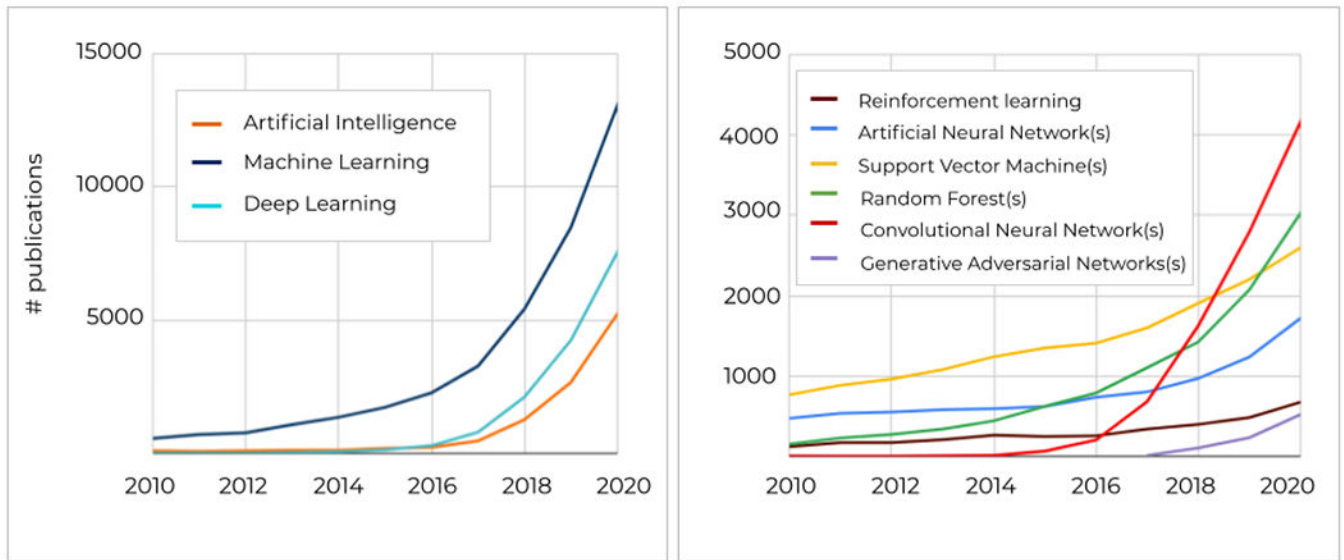 15000
10000
5000
# publications
Artificial Intelligence
Machine Learning
Deep Learning
2010 2012 2014 2016 2018 2020
5000
4000
3000
2000
1000
Reinforcement learning
Artificial Neural Network(s)
Support Vector Machine(s)
Random Forest(s)
Convolutional Neural Network(s)
Generative Adversarial Networks(s)
2010 2012 2014 2016 2018 2020